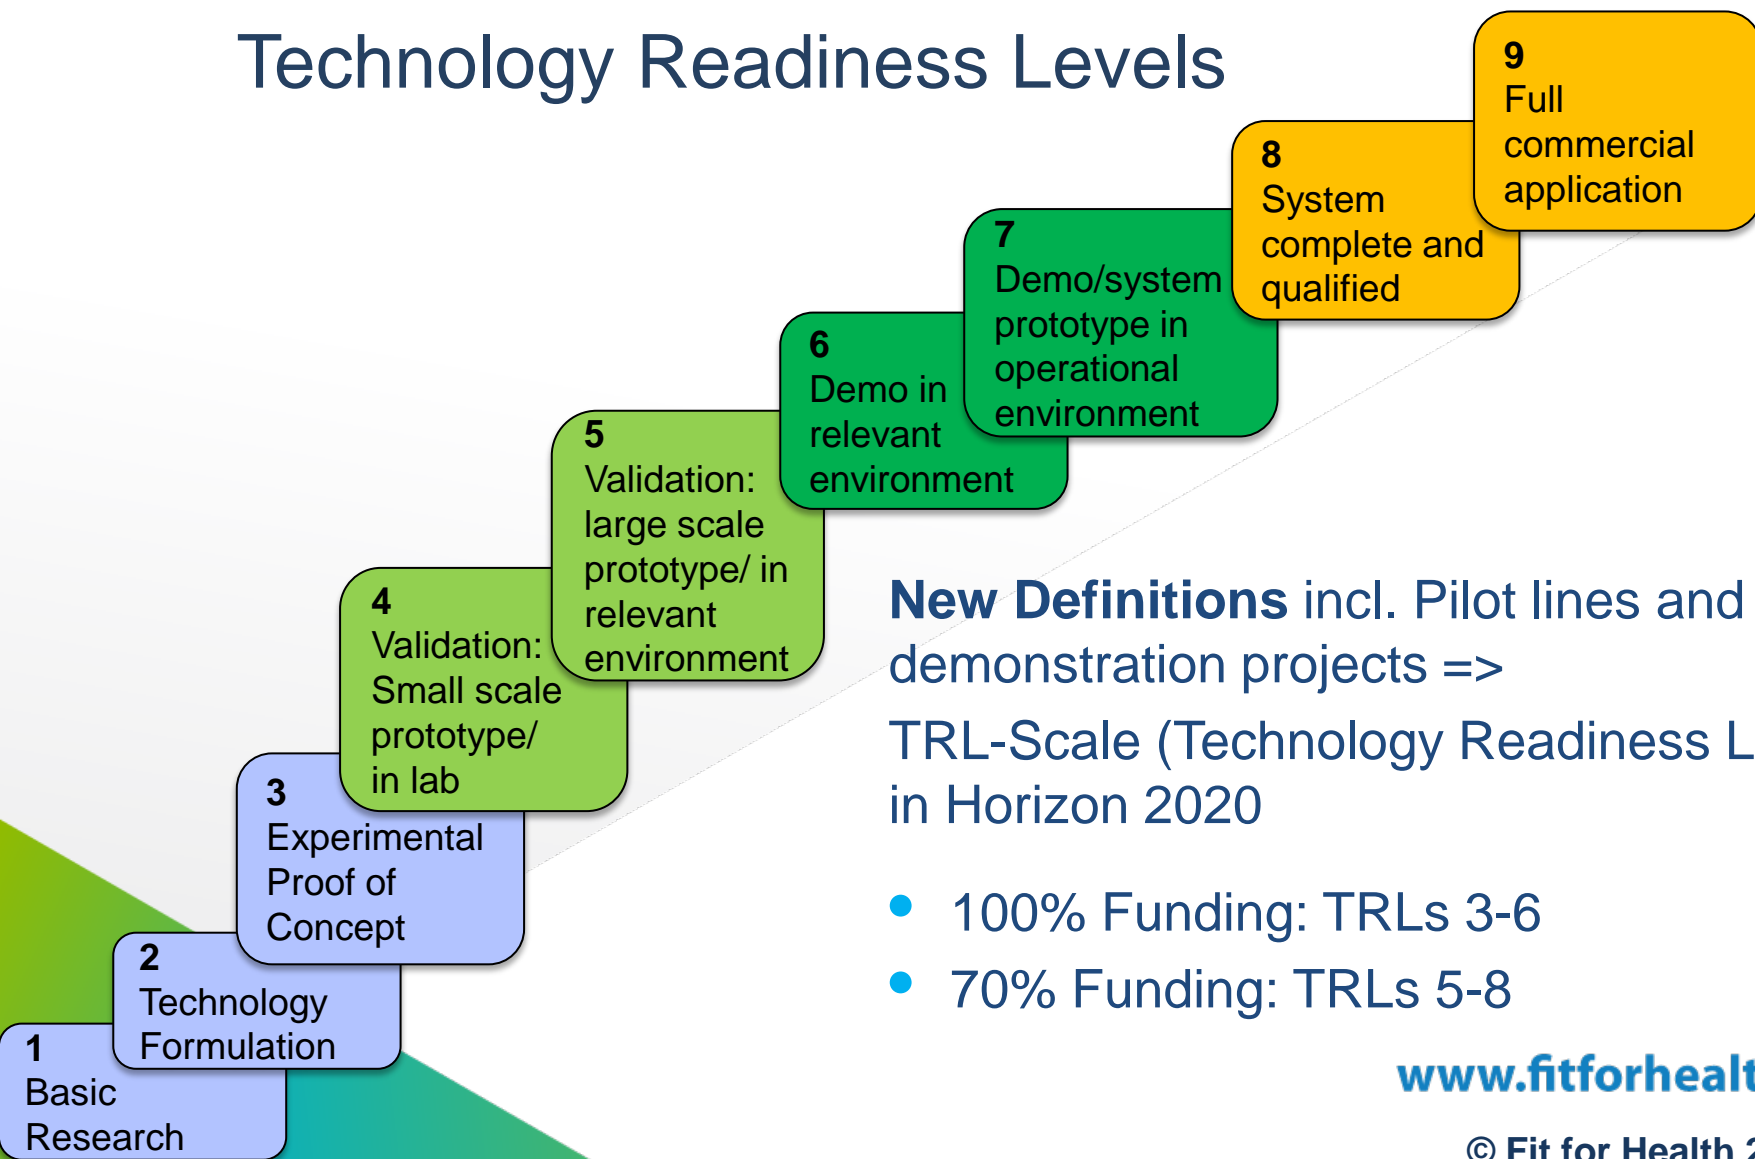 Technology Readiness Levels
9
Full
commercial
application
8
System
complete and
qualified
7
Demo/system
prototype in
operational
environment
6
Demo in
relevant
environment
5
Validation:
large scale
prototype/ in
relevant
environment
4
Validation:
Small scale
prototype/
in lab
3
Experimental
Proof of
Concept
2
Technology
Formulation
1
Basic
Research
New Definitions incl. Pilot lines and
demonstration projects =>
TRL-Scale (Technology Readiness L
in Horizon 2020
• 100% Funding: TRLs 3-6
• 70% Funding: TRLs 5-8
www.fitforhealt
© Fit for Health 2